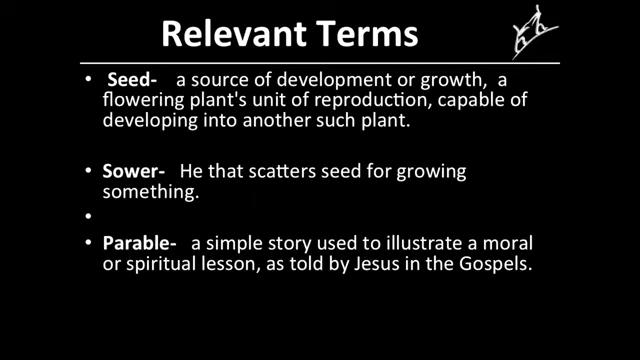 Relevant Terms
• Seed- a source of development or growth, a
flowering plant's unit of reproduction, capable of
developing into another such plant.
• Sower- He that scatters seed for growing
something.
•
• Parable- a simple story used to illustrate a moral
or spiritual lesson, as told by Jesus in the Gospels.